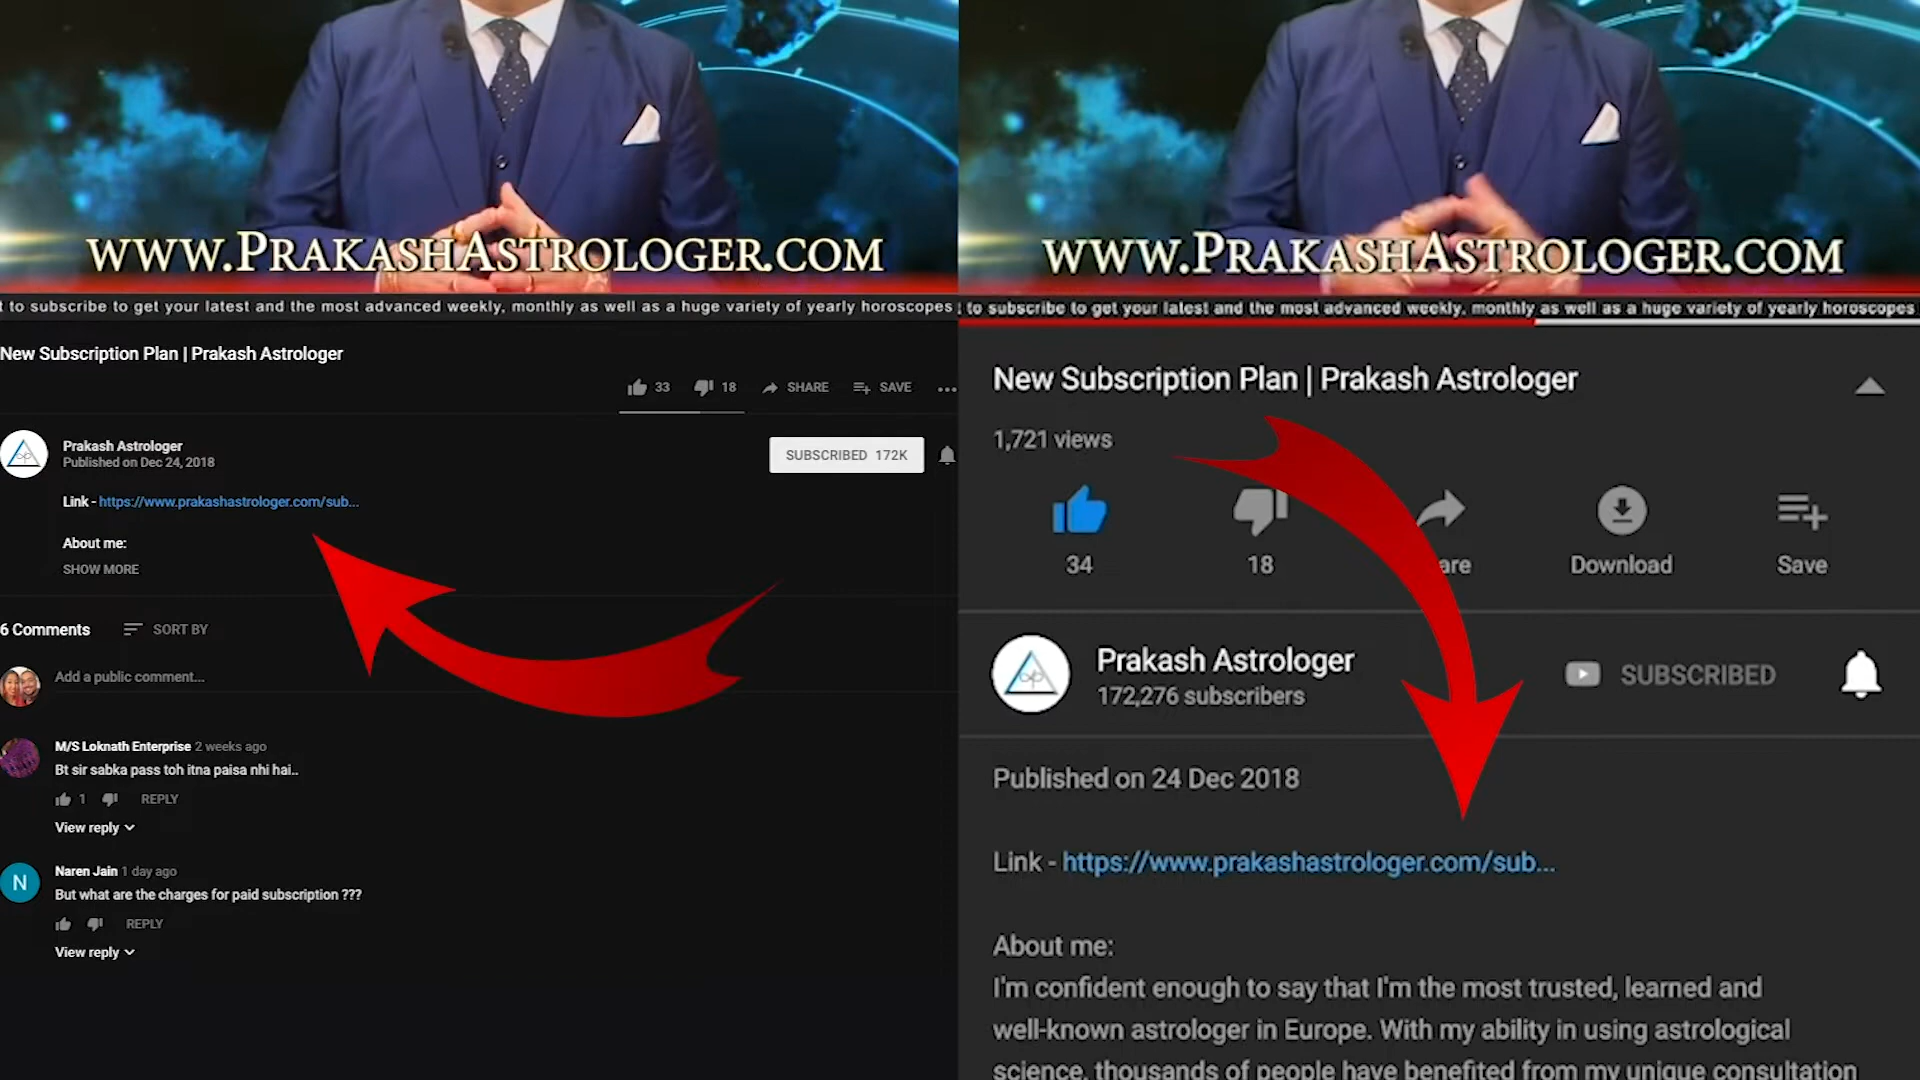 WWW.PRAKASHASTROLOGER.COM
t to subscribe to get your latest and the most advanced weekly, monthly as well as a huge variety of yearly horoscopes
New Subscription Plan | Prakash Astrologer
33 18 SHARE SAVE
Prakash Astrologer
Published on Dec 24, 2018
SUBSCRIBED 172K
Link - https://www.prakashastrologer.com/sub...
About me:
SHOW MORE
6 Comments SORT BY
Add a public comment...
M/S Loknath Enterprise 2 weeks ago
Bt sir sabka pass toh itna paisa nhi hai..
1 REPLY
View reply
N
Naren Jain 1 day ago
But what are the charges for paid subscription ???
REPLY
View reply
WWW.PRAKASHASTROLOGER.COM
t to subscribe to get your latest and the most advanced weekly, monthly as well as a huge variety of yearly horoscopes
New Subscription Plan | Prakash Astrologer
1,721 views
34 18 are Download Save
Prakash Astrologer
172,276 subscribers
SUBSCRIBED
Published on 24 Dec 2018
Link - https://www.prakashastrologer.com/sub...
About me:
I'm confident enough to say that I'm the most trusted, learned and
well-known astrologer in Europe. With my ability in using astrological
science, thousands of people have benefited from my unique consultation